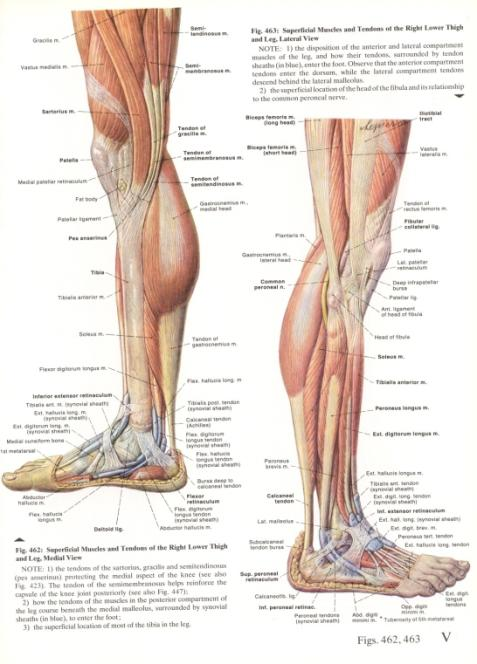 Gracilis m.
Vastus medialis m.
Sartorius m.
Patella
Medial patellar retinaculum
Fat body
Patellar ligament
Pes anserinus
Tibia
Tibialis anterior m.
Soleus m.
Flexor digitorum longus m.
Inferior extensor retinaculum
Tibialis ant. m. (synovial sheath)
Ext. hallucis long. m.
(synovial sheath)
Ext. digitorum long. m.
(synovial sheath)
Medial cuneiform bone
1st metatarsal
Abductor
hallucis m.
Flex. hallucis
longus m.
Deltoid lig.
Semi-
tendinosus m.
Semi-
membranosus m.
Tendon of
gracilis m.
Tendon of
semimembranosus m.
Tendon of
semitendinosus m.
Gastrocnemius m.,
medial head
Tendon of
gastrocnemius m.
Flex. hallucis long. m
Tibialis post. tendon
(synovial sheath)
Calcaneal tendon
(Achilles)
Flex. digitorum
longus tendon
(synovial sheath)
Flex. hallucis
longus tendon
(synovial sheath)
Bursa deep to
calcaneal tendon
Flexor
retinaculum
Flex. digitorum
longus tendon
(synovial sheath)
Abductor hallucis m.
Fig. 462: Superficial Muscles and Tendons of the Right Lower Thigh
and Leg, Medial View
NOTE: 1) the tendons of the sartorius, gracilis and semitendinosus
(pes anserinus) protecting the medial aspect of the knee (see also
Fig. 423). The tendon of the semimembranosus helps reinforce the
capsule of the knee joint posteriorly (see also Fig. 447);
2) how the tendons of the muscles in the posterior compartment of
the leg course beneath the medial malleolus, surrounded by synovial
sheaths (in blue), to enter the foot;
3) the superficial location of most of the tibia in the leg.
Fig. 463: Superficial Muscles and Tendons of the Right Lower Thigh
and Leg, Lateral View
NOTE: 1) the disposition of the anterior and lateral compartment
muscles of the leg, and how their tendons, surrounded by tendon
sheaths (in blue), enter the foot. Observe that the anterior compartment
tendons enter the dorsum, while the lateral compartment tendons
descend behind the lateral malleolus.
2) the superficial location of the head of the fibula and its relationship
to the common peroneal nerve.
Biceps femoris m.
(long head)
Biceps femoris m.
(short head)
Plantaris m.
Gastrocnemius m.,
lateral head
Common
peroneal n.
Peroneus
brevis m.
Calcaneal
tendon
Lat. malleolus
Subcalcaneal
tendon bursa
Sup. peroneal
retinaculum
Calcaneofib. lig.
Inf. peroneal retinac.
Peroneal tendons
(synovial sheath)
Abd. digiti
minimi m.
Iliotibial
tract
Vastus
lateralis m.
Tendon of
rectus femoris m.
Fibular
collateral lig.
Patella
Lat. patellar
retinaculum
Deep infrapatellar
bursa
Patellar lig.
Ant. ligament
of head of fibula
Head of fibula
Soleus m.
Tibialis anterior m.
Peroneus longus m.
Ext. digitorum longus m.
Ext. hallucis longus m.
Tibialis ant. tendon
(synovial sheath)
Ext. digit. long. tendon
(synovial sheath)
Inf. extensor retinaculum
Ext. hall. long. (synovial sheath)
Ext. digit. brev. m.
Peroneus tert. tendon
Ext. hallucis long. tendon
Ext. digit.
longus
tendons
Opp. digiti
minimi m.
* Tuberosity of 5th metatarsal
Figs. 462, 463 V